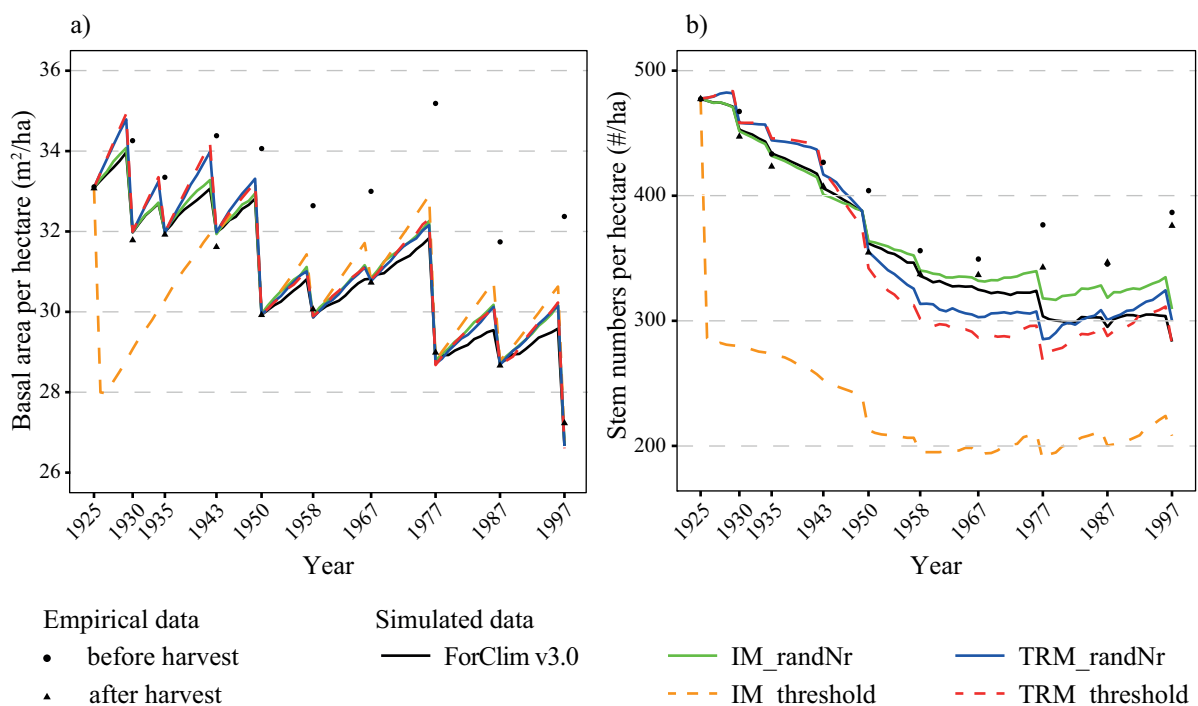 a)
Basal area per hectare (m²/ha)
36
34
32
30
28
26
1925
1930
1935
1943
1950
1958
1967
1977
1987
1997
Year
b)
Stem numbers per hectare (#/ha)
500
400
300
200
1925
1930
1935
1943
1950
1958
1967
1977
1987
1997
Year
Empirical data
before harvest
after harvest
Simulated data
ForClim v3.0
IM_randNr
IM_threshold
TRM_randNr
TRM_threshold